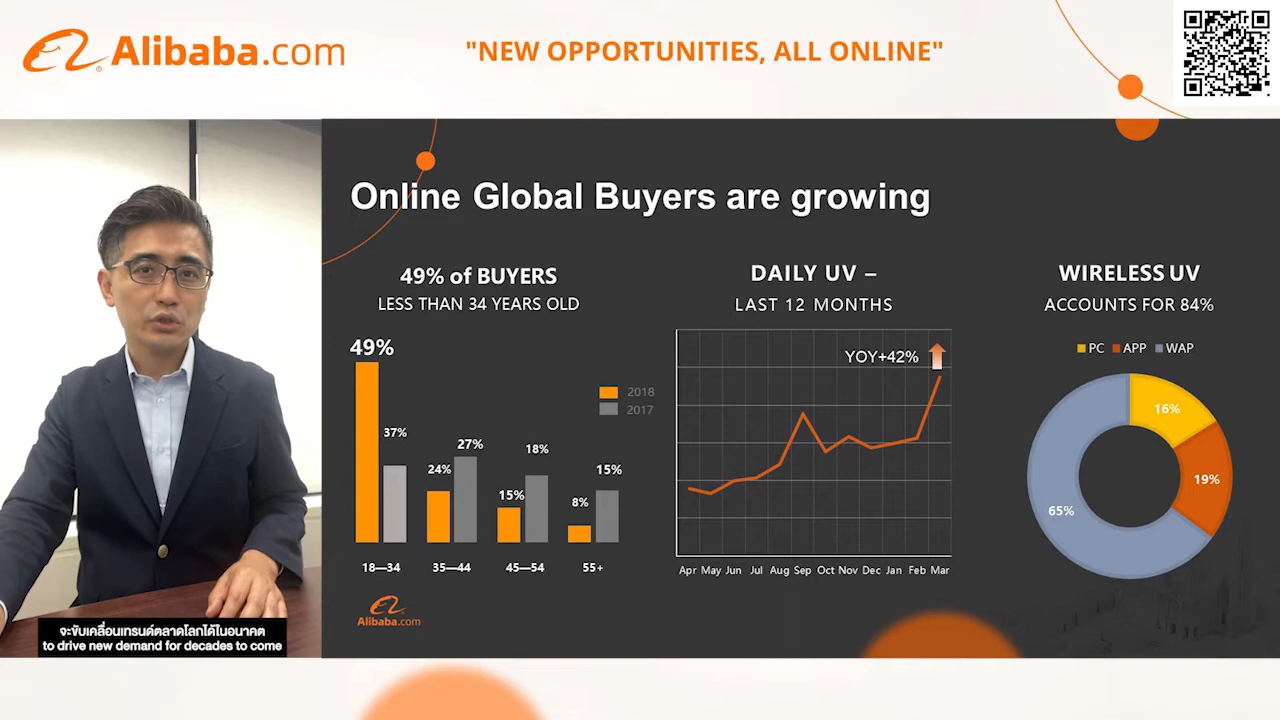 Alibaba.com
"NEW OPPORTUNITIES, ALL ONLINE"
Online Global Buyers are growing
49% of BUYERS
LESS THAN 34 YEARS OLD
49%
37%
24%
27%
15%
18%
8%
15%
2018
2017
18—34
35—44
45—54
55+
Alibaba.com
DAILY UV –
LAST 12 MONTHS
YOY+42%
Apr May Jun Jul Aug Sep Oct Nov Dec Jan Feb Mar
WIRELESS UV
ACCOUNTS FOR 84%
PC APP WAP
16%
19%
65%
จะขับเคลื่อนเทรนด์ตลาดโลกได้ในอนาคต
to drive new demand for decades to come